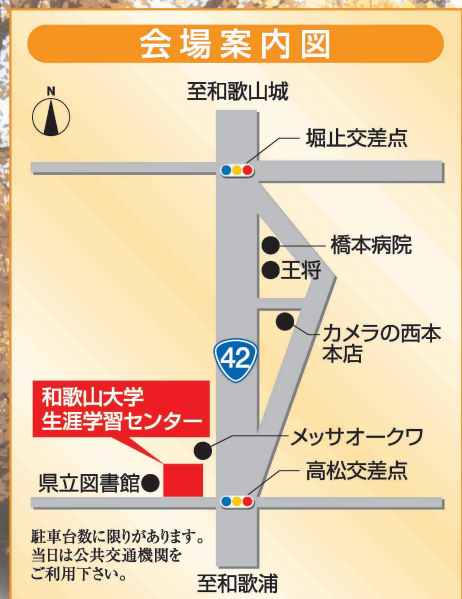 会場案内図
N
至和歌山城
堀止交差点
橋本病院
王将
カメラの西本
本店
42
和歌山大学
生涯学習センター
メッサオークワ
県立図書館
高松交差点
駐車台数に限りがあります。
当日は公共交通機関を
ご利用下さい。
至和歌浦